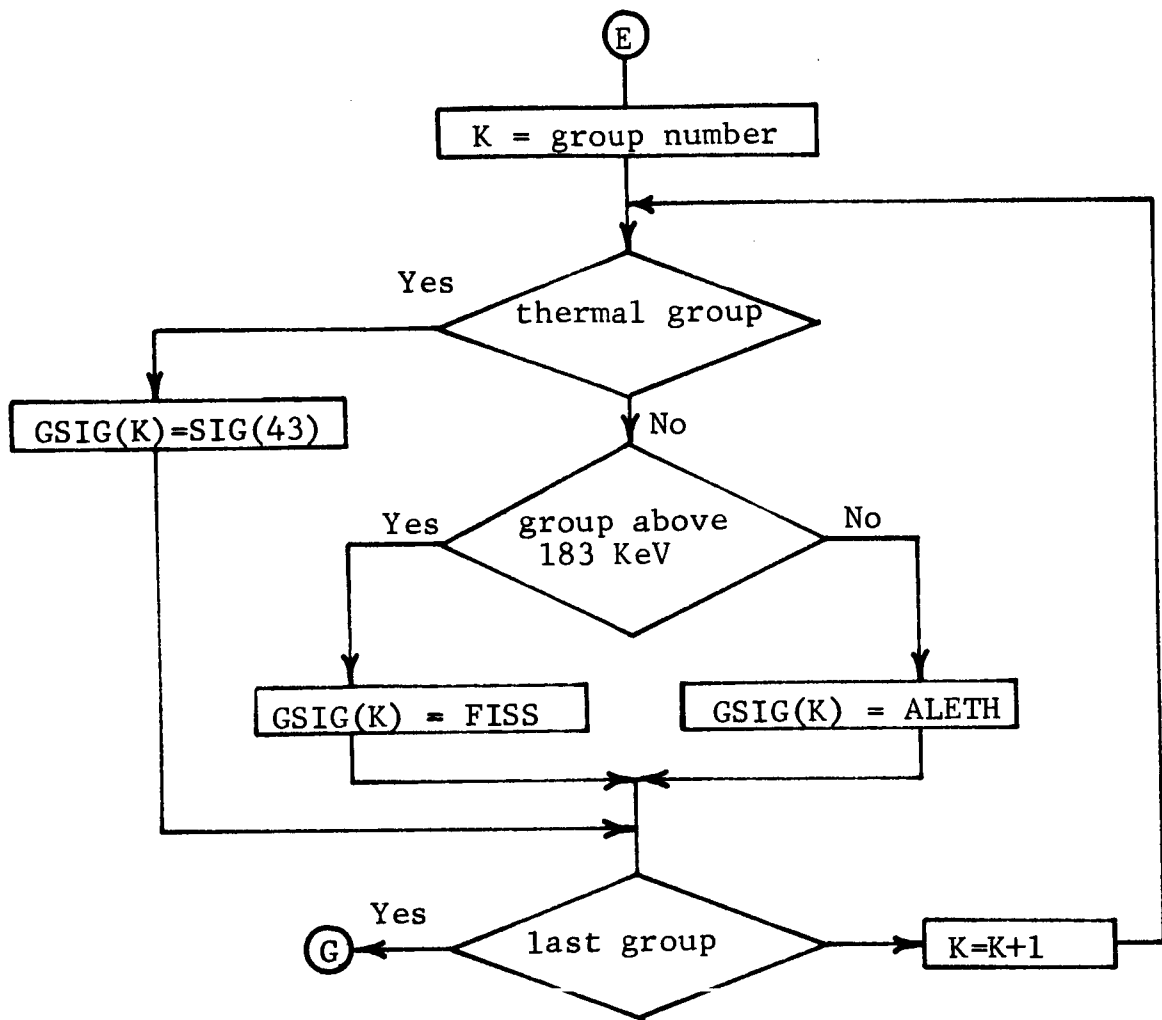 E
K = group number
Yes
thermal group
GSIG(K)=SIG(43)
No
Yes
group above
183 KeV
No
GSIG(K) = FISS
GSIG(K) = ALETH
Yes
G
last group
K=K+1